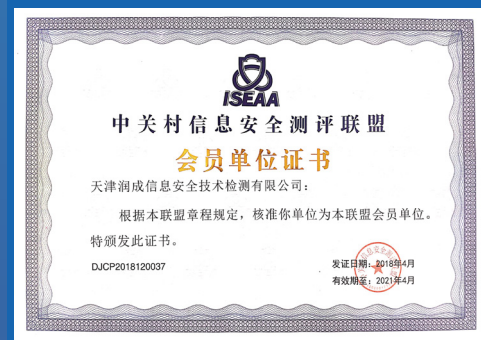 ISEAA
中关村信息安全测评联盟
会员单位证书
天津润成信息安全技术检测有限公司：
根据本联盟章程规定，核准你单位为本联盟会员单位。
特颁发此证书。
DJCP2018120037
发证日期：2018年4月
有效期至：2021年4月